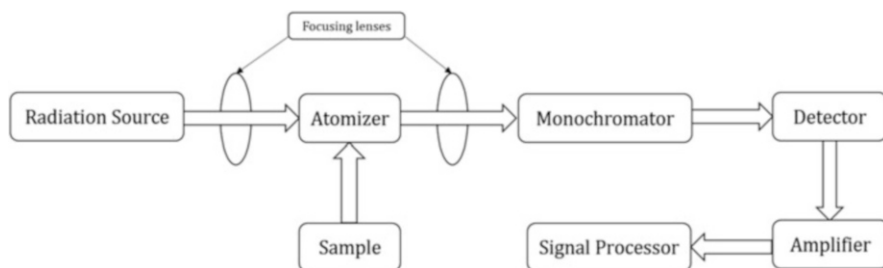 Focusing lenses
Radiation Source
Atomizer
Monochromator
Detector
Sample
Signal Processor
Amplifier